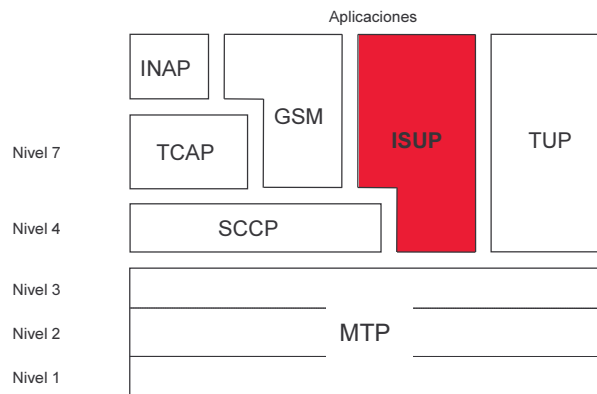 Aplicaciones
INAP
GSM
ISUP
TUP
Nivel 7
TCAP
Nivel 4
SCCP
Nivel 3
Nivel 2
MTP
Nivel 1